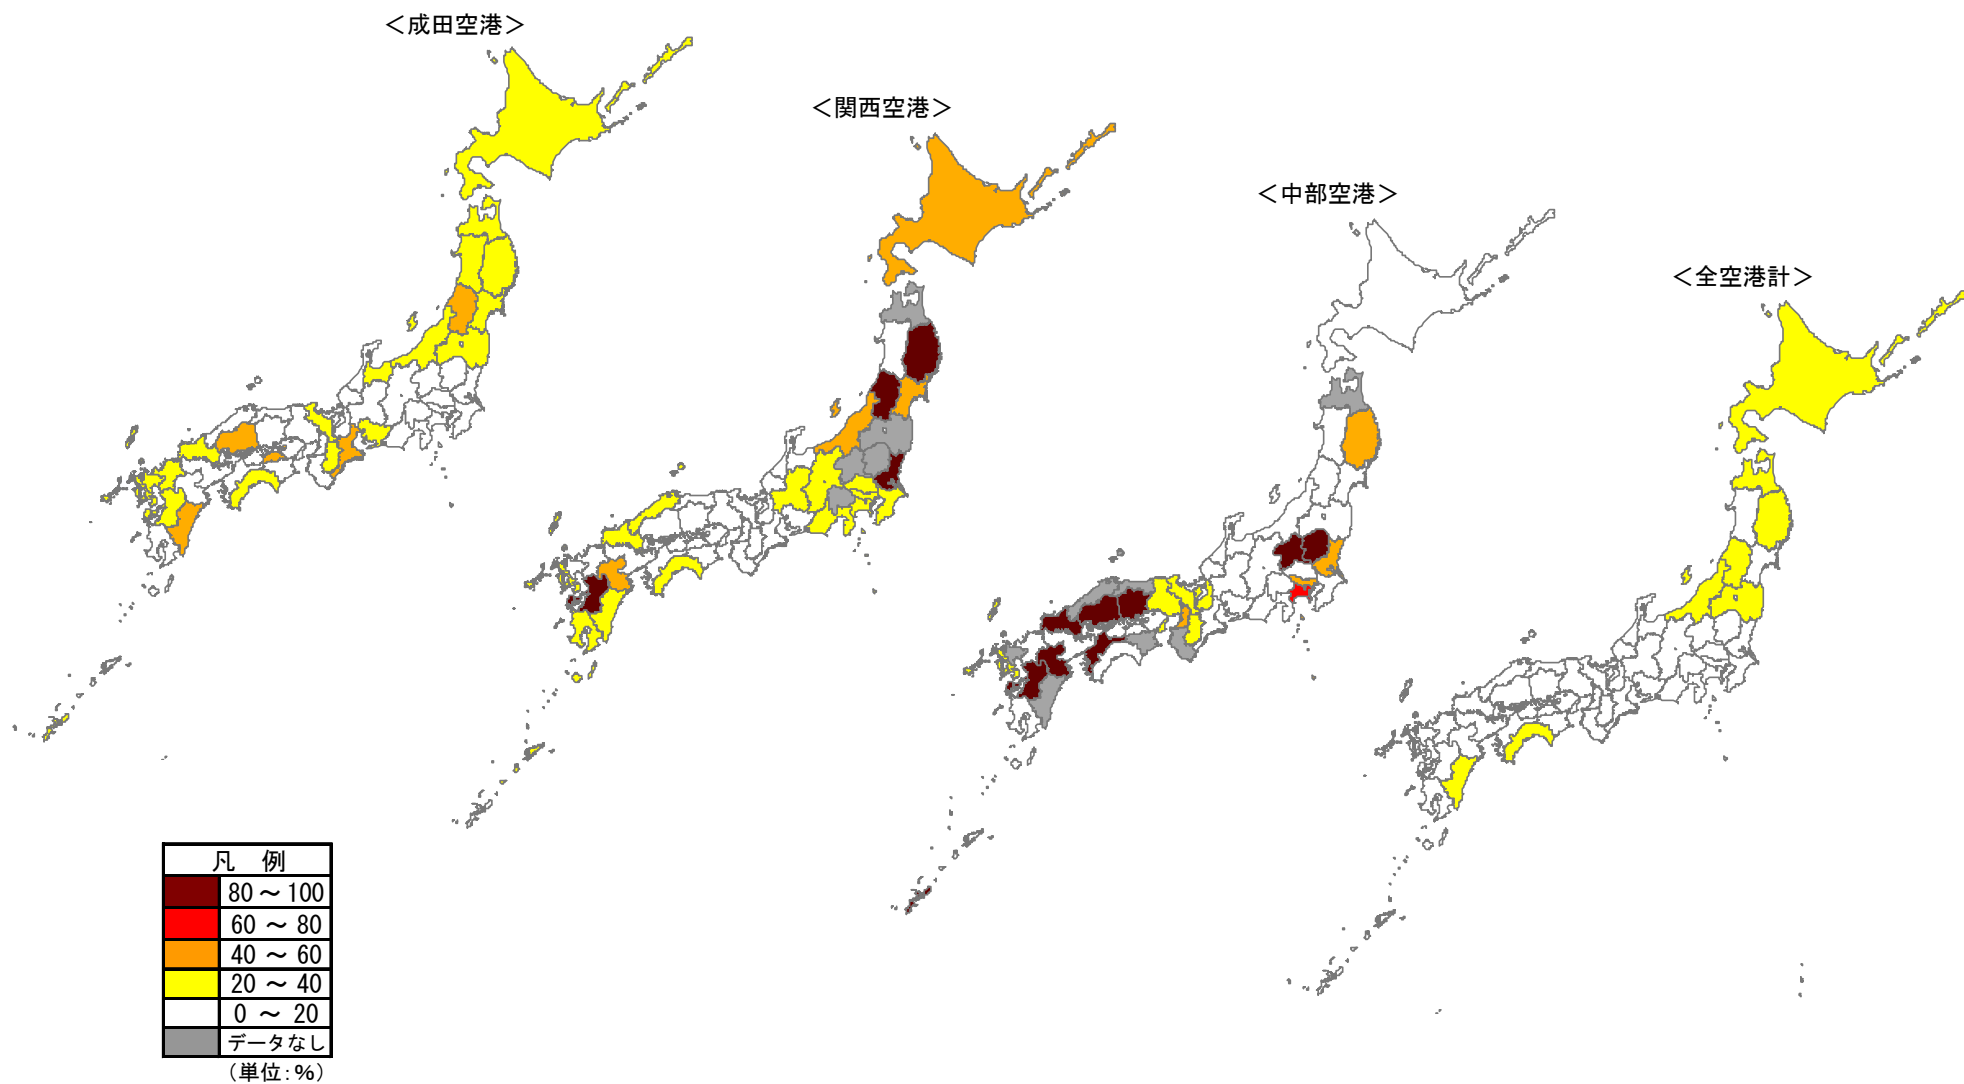 ＜成田空港＞
＜関西空港＞
＜中部空港＞
＜全空港計＞
凡 例
80 ～ 100
60 ～ 80
40 ～ 60
20 ～ 40
0 ～ 20
データなし
（単位：%）